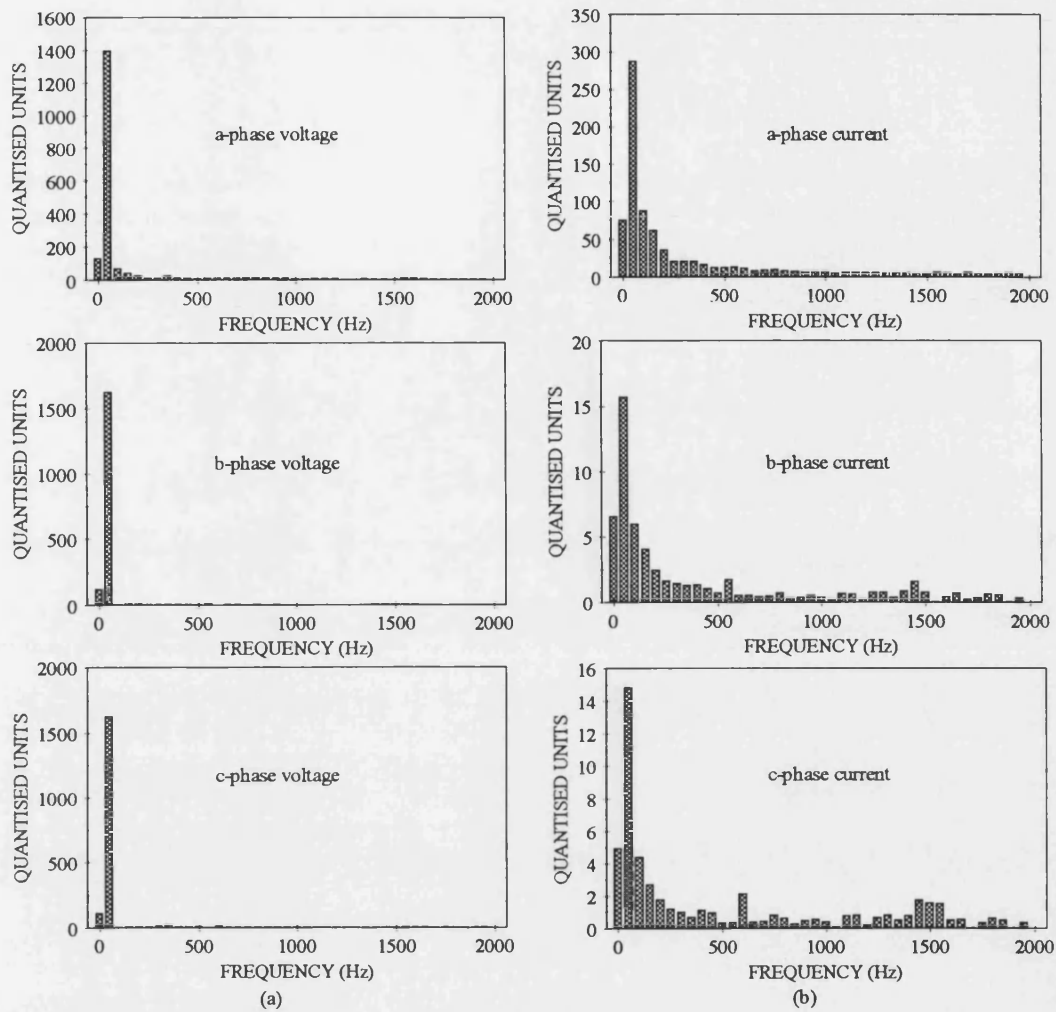 1600
1400
1200
1000
800
600
400
200
0
QUANTISED UNITS
a-phase voltage
0 500 1000 1500 2000
FREQUENCY (Hz)
350
300
250
200
150
100
50
0
QUANTISED UNITS
a-phase current
0 500 1000 1500 2000
FREQUENCY (Hz)
2000
1500
1000
500
0
QUANTISED UNITS
b-phase voltage
0 500 1000 1500 2000
FREQUENCY (Hz)
20
15
10
5
0
QUANTISED UNITS
b-phase current
0 500 1000 1500 2000
FREQUENCY (Hz)
2000
1500
1000
500
0
QUANTISED UNITS
c-phase voltage
0 500 1000 1500 2000
FREQUENCY (Hz)
(a)
16
14
12
10
8
6
4
2
0
QUANTISED UNITS
c-phase current
0 500 1000 1500 2000
FREQUENCY (Hz)
(b)